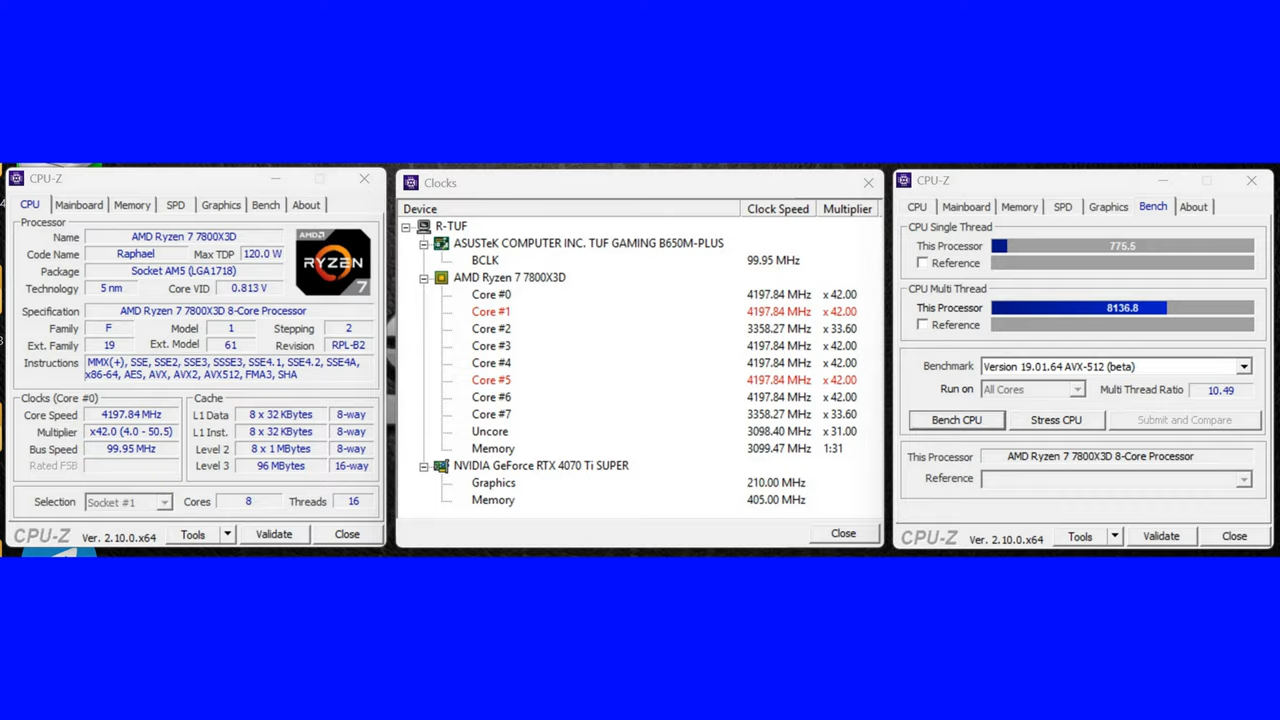 CPU-Z
CPU Mainboard Memory SPD Graphics Bench About
Processor
Name AMD Ryzen 7 7800X3D
Code Name Raphael Max TDP 120.0 W
Package Socket AM5 (LGA1718)
Technology 5 nm Core VID 0.813 V
AMD
RYZEN
7
Specification AMD Ryzen 7 7800X3D 8-Core Processor
Family F Model 1 Stepping 2
Ext. Family 19 Ext. Model 61 Revision RPL-B2
Instructions MMX(+), SSE, SSE2, SSE3, SSSE3, SSE4.1, SSE4.2, SSE4A,
x86-64, AES, AVX, AVX2, AVX512, FMA3, SHA
Clocks (Core #0)
Core Speed 4197.84 MHz
Multiplier x42.0 (4.0 - 50.5)
Bus Speed 99.95 MHz
Rated FSB
Cache
L1 Data 8 x 32 KBytes 8-way
L1 Inst. 8 x 32 KBytes 8-way
Level 2 8 x 1 MBytes 8-way
Level 3 96 MBytes 16-way
Selection Socket #1 Cores 8 Threads 16
CPU-Z Ver. 2.10.0.x64 Tools Validate Close
Clocks
Device Clock Speed Multiplier
R-TUF
ASUSTeK COMPUTER INC. TUF GAMING B650M-PLUS
BCLK 99.95 MHz
AMD Ryzen 7 7800X3D
Core #0 4197.84 MHz x 42.00
Core #1 4197.84 MHz x 42.00
Core #2 3358.27 MHz x 33.60
Core #3 4197.84 MHz x 42.00
Core #4 4197.84 MHz x 42.00
Core #5 4197.84 MHz x 42.00
Core #6 4197.84 MHz x 42.00
Core #7 3358.27 MHz x 33.60
Uncore 3098.40 MHz x 31.00
Memory 3099.47 MHz 1:31
NVIDIA GeForce RTX 4070 Ti SUPER
Graphics 210.00 MHz
Memory 405.00 MHz
Close
CPU-Z
CPU Mainboard Memory SPD Graphics Bench About
CPU Single Thread
This Processor 775.5
Reference
CPU Multi Thread
This Processor 8136.8
Reference
Benchmark Version 19.01.64 AVX-512 (beta)
Run on All Cores Multi Thread Ratio 10.49
Bench CPU Stress CPU Submit and Compare
This Processor AMD Ryzen 7 7800X3D 8-Core Processor
Reference
CPU-Z Ver. 2.10.0.x64 Tools Validate Close